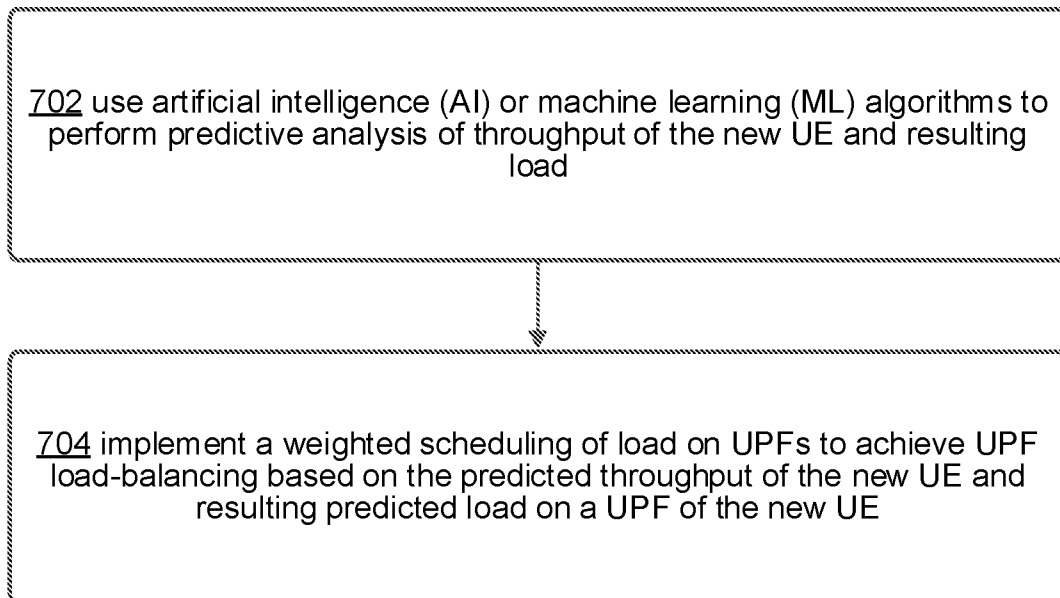 702 use artificial intelligence (AI) or machine learning (ML) algorithms to
perform predictive analysis of throughput of the new UE and resulting
load
704 implement a weighted scheduling of load on UPFs to achieve UPF
load-balancing based on the predicted throughput of the new UE and
resulting predicted load on a UPF of the new UE